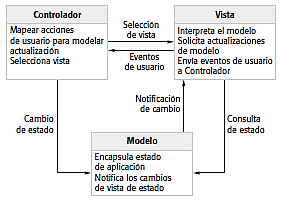 Controlador
Mapear acciones
de usuario para modelar
actualización
Selecciona vista
Selección
de vista
Eventos
de usuario
Vista
Interpreta el modelo
Solicita actualizaciones
de modelo
Envía eventos de usuario
a Controlador
Cambio
de estado
Notificación
de cambio
Consulta
de estado
Modelo
Encapsula estado
de aplicación
Notifica los cambios
de vista de estado